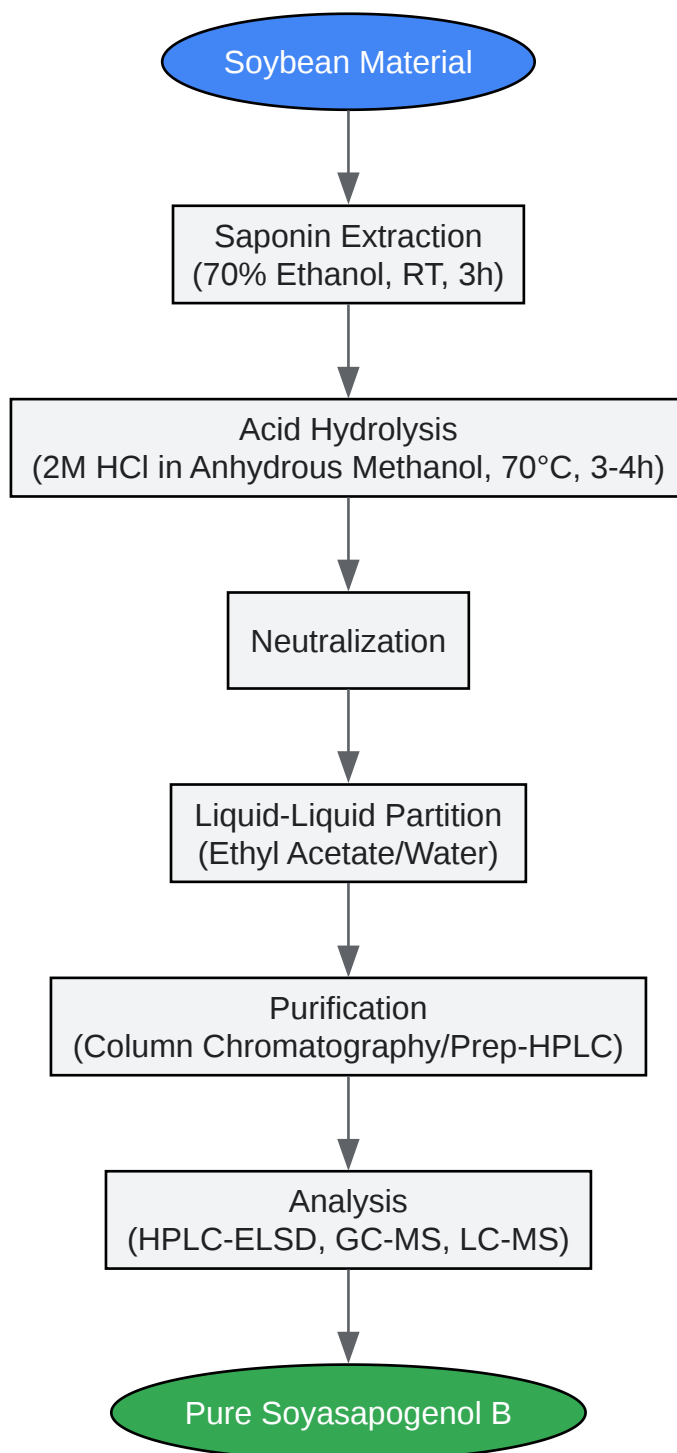 Soybean Material
Saponin Extraction
(70% Ethanol, RT, 3h)
Acid Hydrolysis
(2M HCl in Anhydrous Methanol, 70°C, 3-4h)
Neutralization
Liquid-Liquid Partition
(Ethyl Acetate/Water)
Purification
(Column Chromatography/Prep-HPLC)
Analysis
(HPLC-ELSD, GC-MS, LC-MS)
Pure Soyasapogenol B